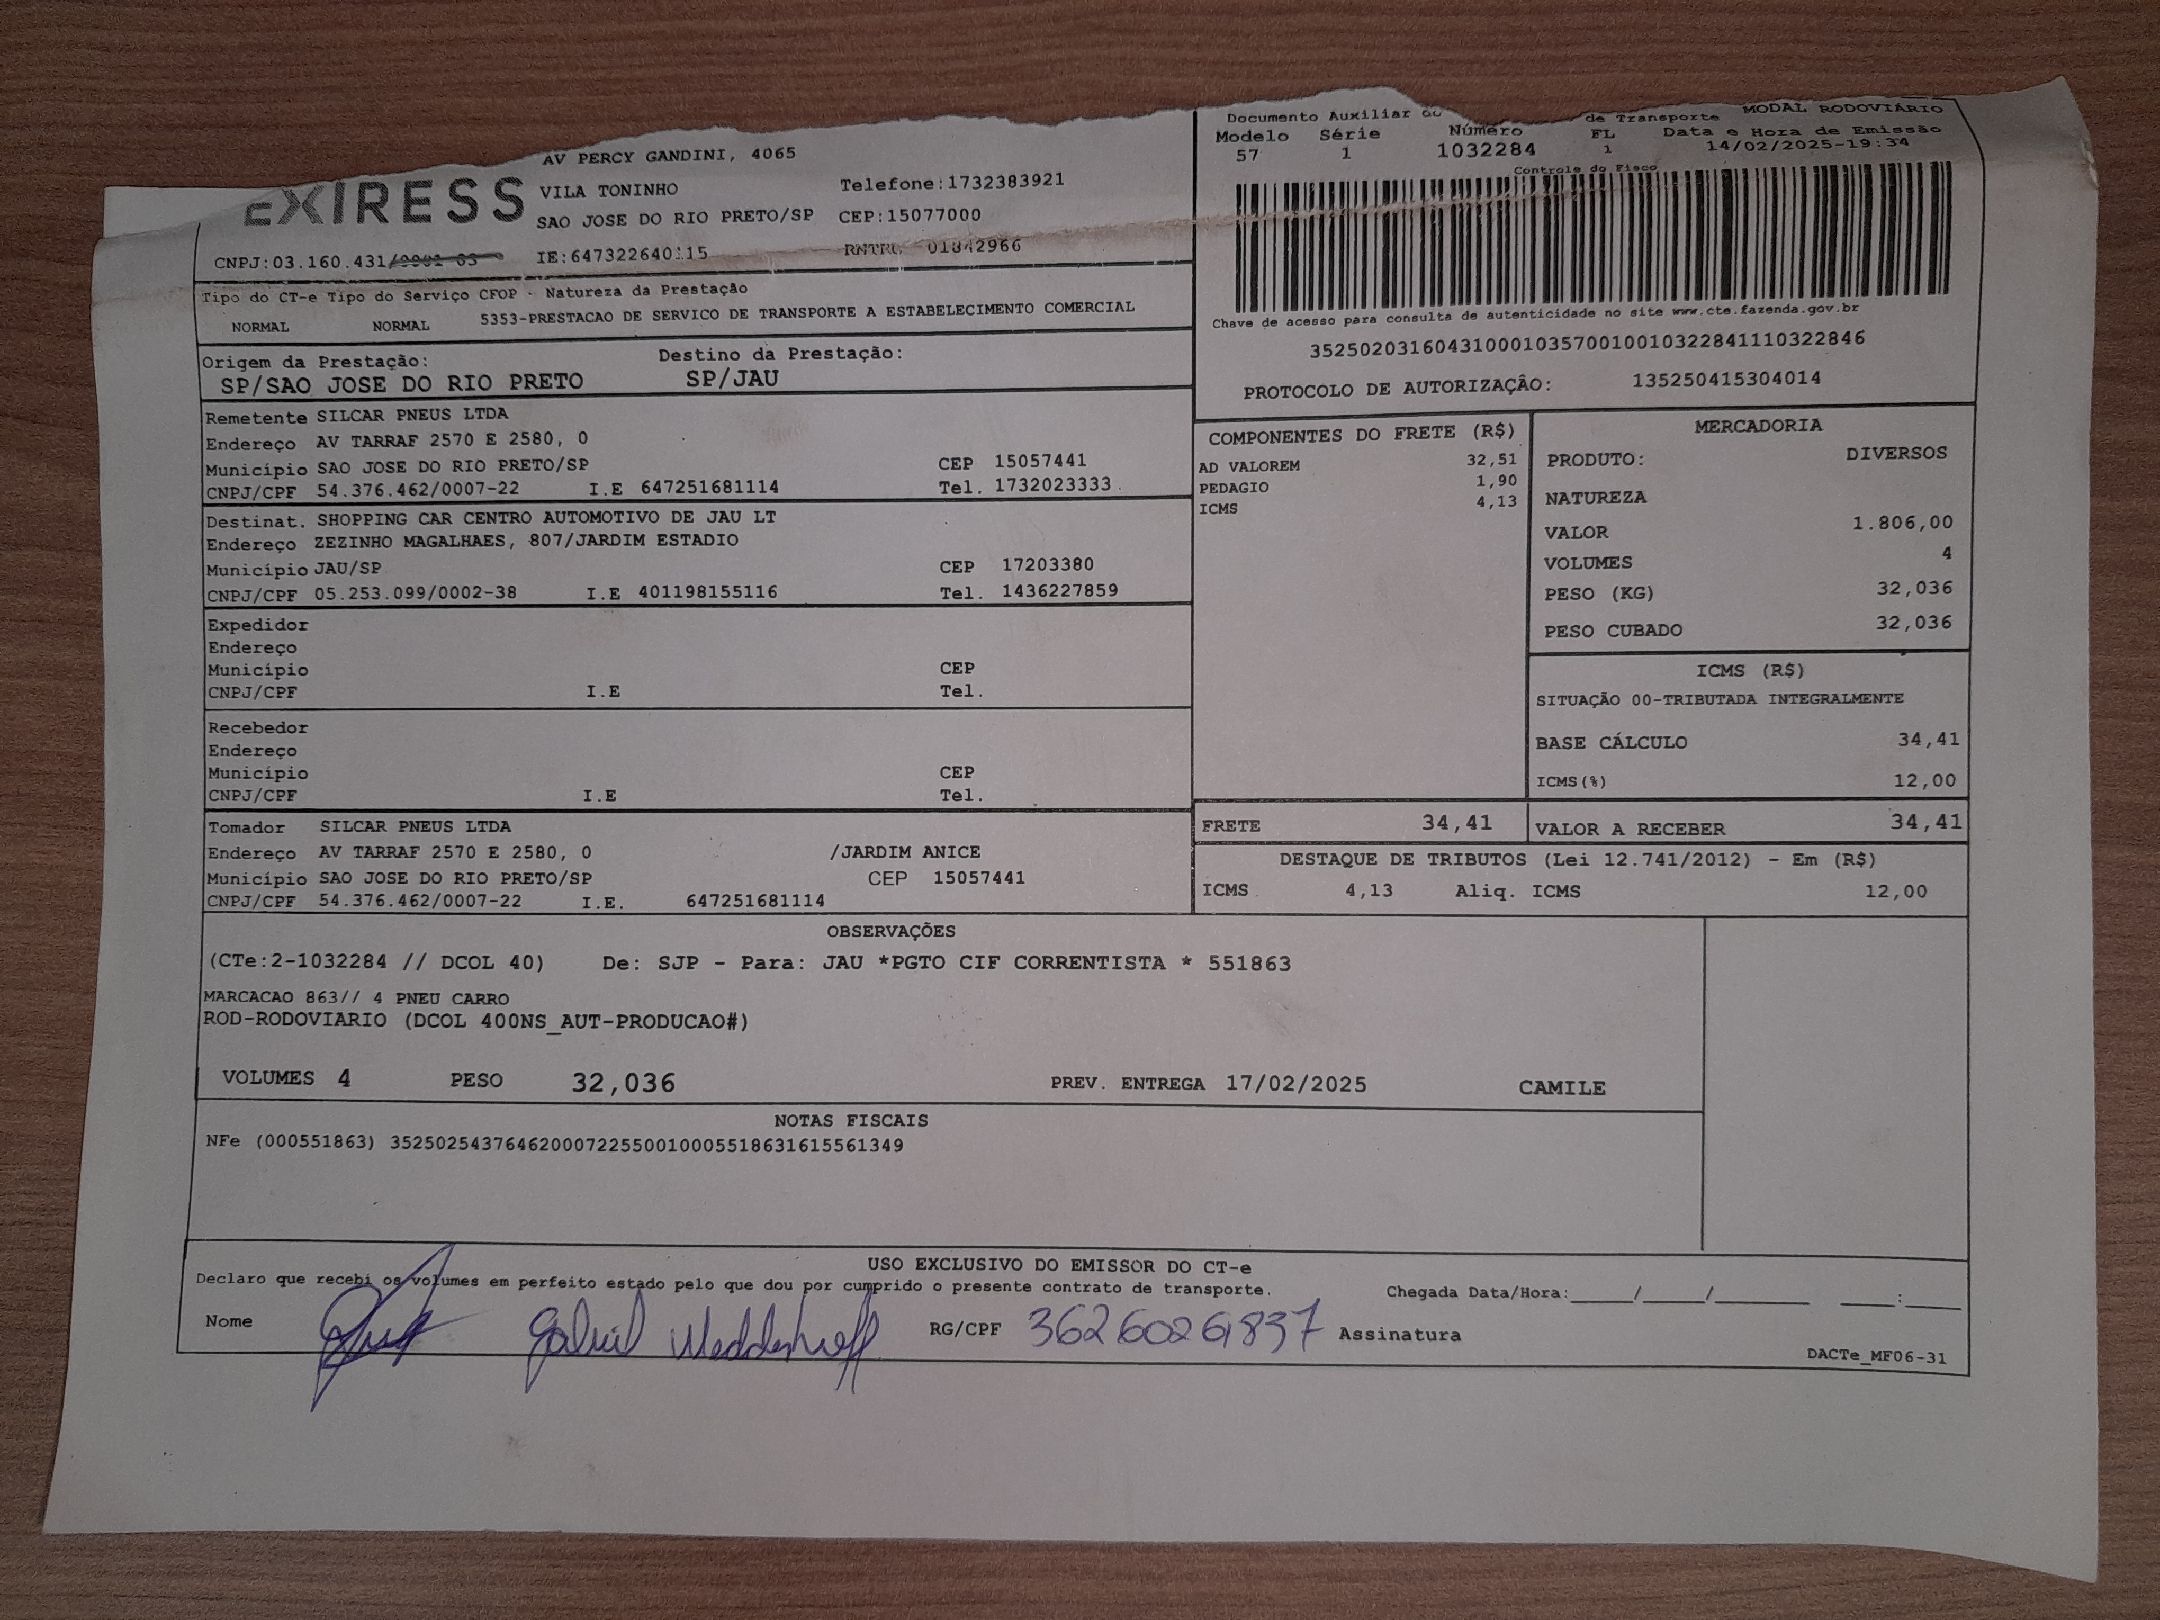 AV PERCY GANDINI, 4065
EXIRESS
VILA TONINHO Telefone:1732383921
SAO JOSE DO RIO PRETO/SP CEP:15077000
CNPJ:03.160.431/0001-03 IE:647322640115 RNTRC 01842966
Tipo do CT-e Tipo do Serviço CFOP - Natureza da Prestação
NORMAL NORMAL 5353-PRESTACAO DE SERVICO DE TRANSPORTE A ESTABELECIMENTO COMERCIAL
Documento Auxiliar do de Transporte MODAL RODOVIÁRIO
Modelo Série Número FL Data e Hora de Emissão
57 1 1032284 1 14/02/2025-19:34
Controle do Fisco
Chave de acesso para consulta de autenticidade no site www.cte.fazenda.gov.br
35250203160431000103570010010322841110322846
PROTOCOLO DE AUTORIZAÇÃO: 135250415304014
Origem da Prestação: Destino da Prestação:
SP/SAO JOSE DO RIO PRETO SP/JAU
Remetente SILCAR PNEUS LTDA
Endereço AV TARRAF 2570 E 2580, 0
Município SAO JOSE DO RIO PRETO/SP CEP 15057441
CNPJ/CPF 54.376.462/0007-22 I.E 647251681114 Tel. 1732023333
Destinat. SHOPPING CAR CENTRO AUTOMOTIVO DE JAU LT
Endereço ZEZINHO MAGALHAES, 807/JARDIM ESTADIO
Município JAU/SP CEP 17203380
CNPJ/CPF 05.253.099/0002-38 I.E 401198155116 Tel. 1436227859
Expedidor
Endereço
Município CEP
CNPJ/CPF I.E Tel.
Recebedor
Endereço
Município CEP
CNPJ/CPF I.E Tel.
Tomador SILCAR PNEUS LTDA
Endereço AV TARRAF 2570 E 2580, 0 /JARDIM ANICE
Município SAO JOSE DO RIO PRETO/SP CEP 15057441
CNPJ/CPF 54.376.462/0007-22 I.E. 647251681114
COMPONENTES DO FRETE (R$)
AD VALOREM 32,51
PEDAGIO 1,90
ICMS 4,13
MERCADORIA
PRODUTO: DIVERSOS
NATUREZA
VALOR 1.806,00
VOLUMES 4
PESO (KG) 32,036
PESO CUBADO 32,036
ICMS (R$)
SITUAÇÃO 00-TRIBUTADA INTEGRALMENTE
BASE CÁLCULO 34,41
ICMS(%) 12,00
FRETE 34,41 VALOR A RECEBER 34,41
DESTAQUE DE TRIBUTOS (Lei 12.741/2012) - Em (R$)
ICMS 4,13 Aliq. ICMS 12,00
OBSERVAÇÕES
(CTe:2-1032284 // DCOL 40) De: SJP - Para: JAU *PGTO CIF CORRENTISTA * 551863
MARCACAO 863// 4 PNEU CARRO
ROD-RODOVIARIO (DCOL 400NS_AUT-PRODUCAO#)
VOLUMES 4 PESO 32,036 PREV. ENTREGA 17/02/2025 CAMILE
NOTAS FISCAIS
NFe (000551863) 35250254376462000722550010005518631615561349
USO EXCLUSIVO DO EMISSOR DO CT-e
Declaro que recebi os volumes em perfeito estado pelo que dou por cumprido o presente contrato de transporte. Chegada Data/Hora:____/____/______ ____:____
Nome Gabriel RG/CPF 36260261837 Assinatura
DACTe_MF06-31